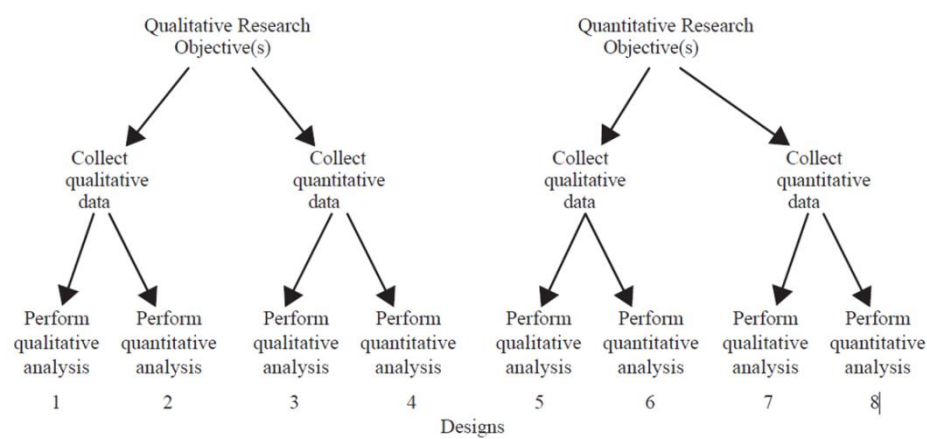 Qualitative Research
Objective(s)
Quantitative Research
Objective(s)
Collect
qualitative
data
Collect
quantitative
data
Collect
qualitative
data
Collect
quantitative
data
Perform
qualitative
analysis
Perform
quantitative
analysis
Perform
qualitative
analysis
Perform
quantitative
analysis
Perform
qualitative
analysis
Perform
quantitative
analysis
Perform
qualitative
analysis
Perform
quantitative
analysis
1 2 3 4 5 6 7 8
Designs